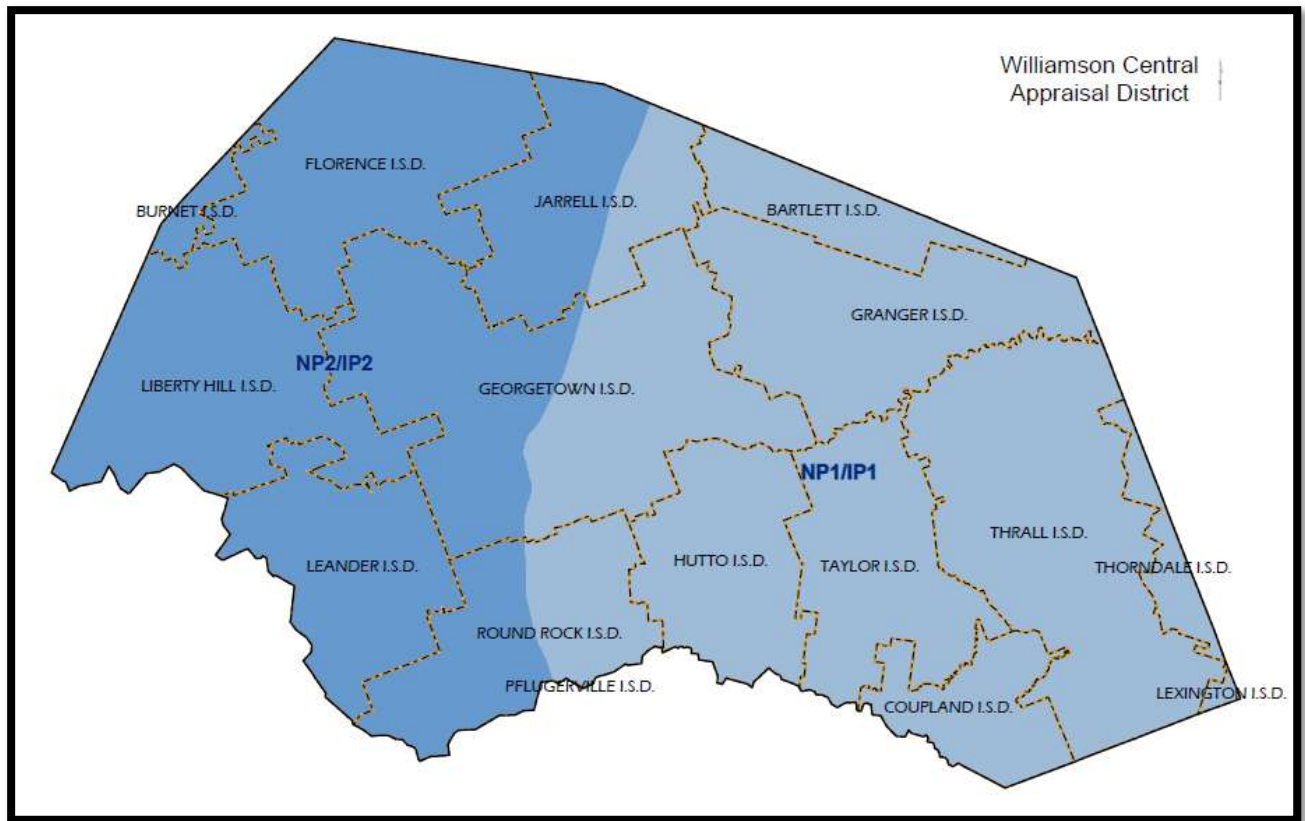 Williamson Central
Appraisal District
FLORENCE I.S.D.
JARRELL I.S.D.
BURNET I.S.D.
BARTLETT I.S.D.
GRANGER I.S.D.
NP2/IP2
LIBERTY HILL I.S.D.
GEORGETOWN I.S.D.
NP1/IP1
THRALL I.S.D.
HUTTO I.S.D.
LEANDER I.S.D.
TAYLOR I.S.D.
THORNDALE I.S.D.
ROUND ROCK I.S.D.
PFLUGERVILLE I.S.D.
LEXINGTON I.S.D.
COUPLAND I.S.D.